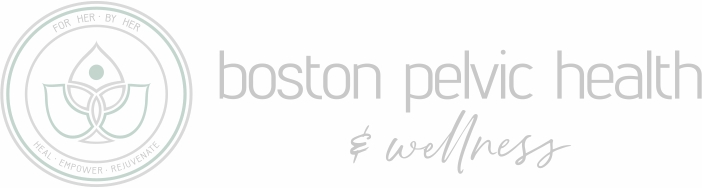 FOR HER · BY HER
HEAL · EMPOWER · REJUVENATE
boston pelvic health
& wellness